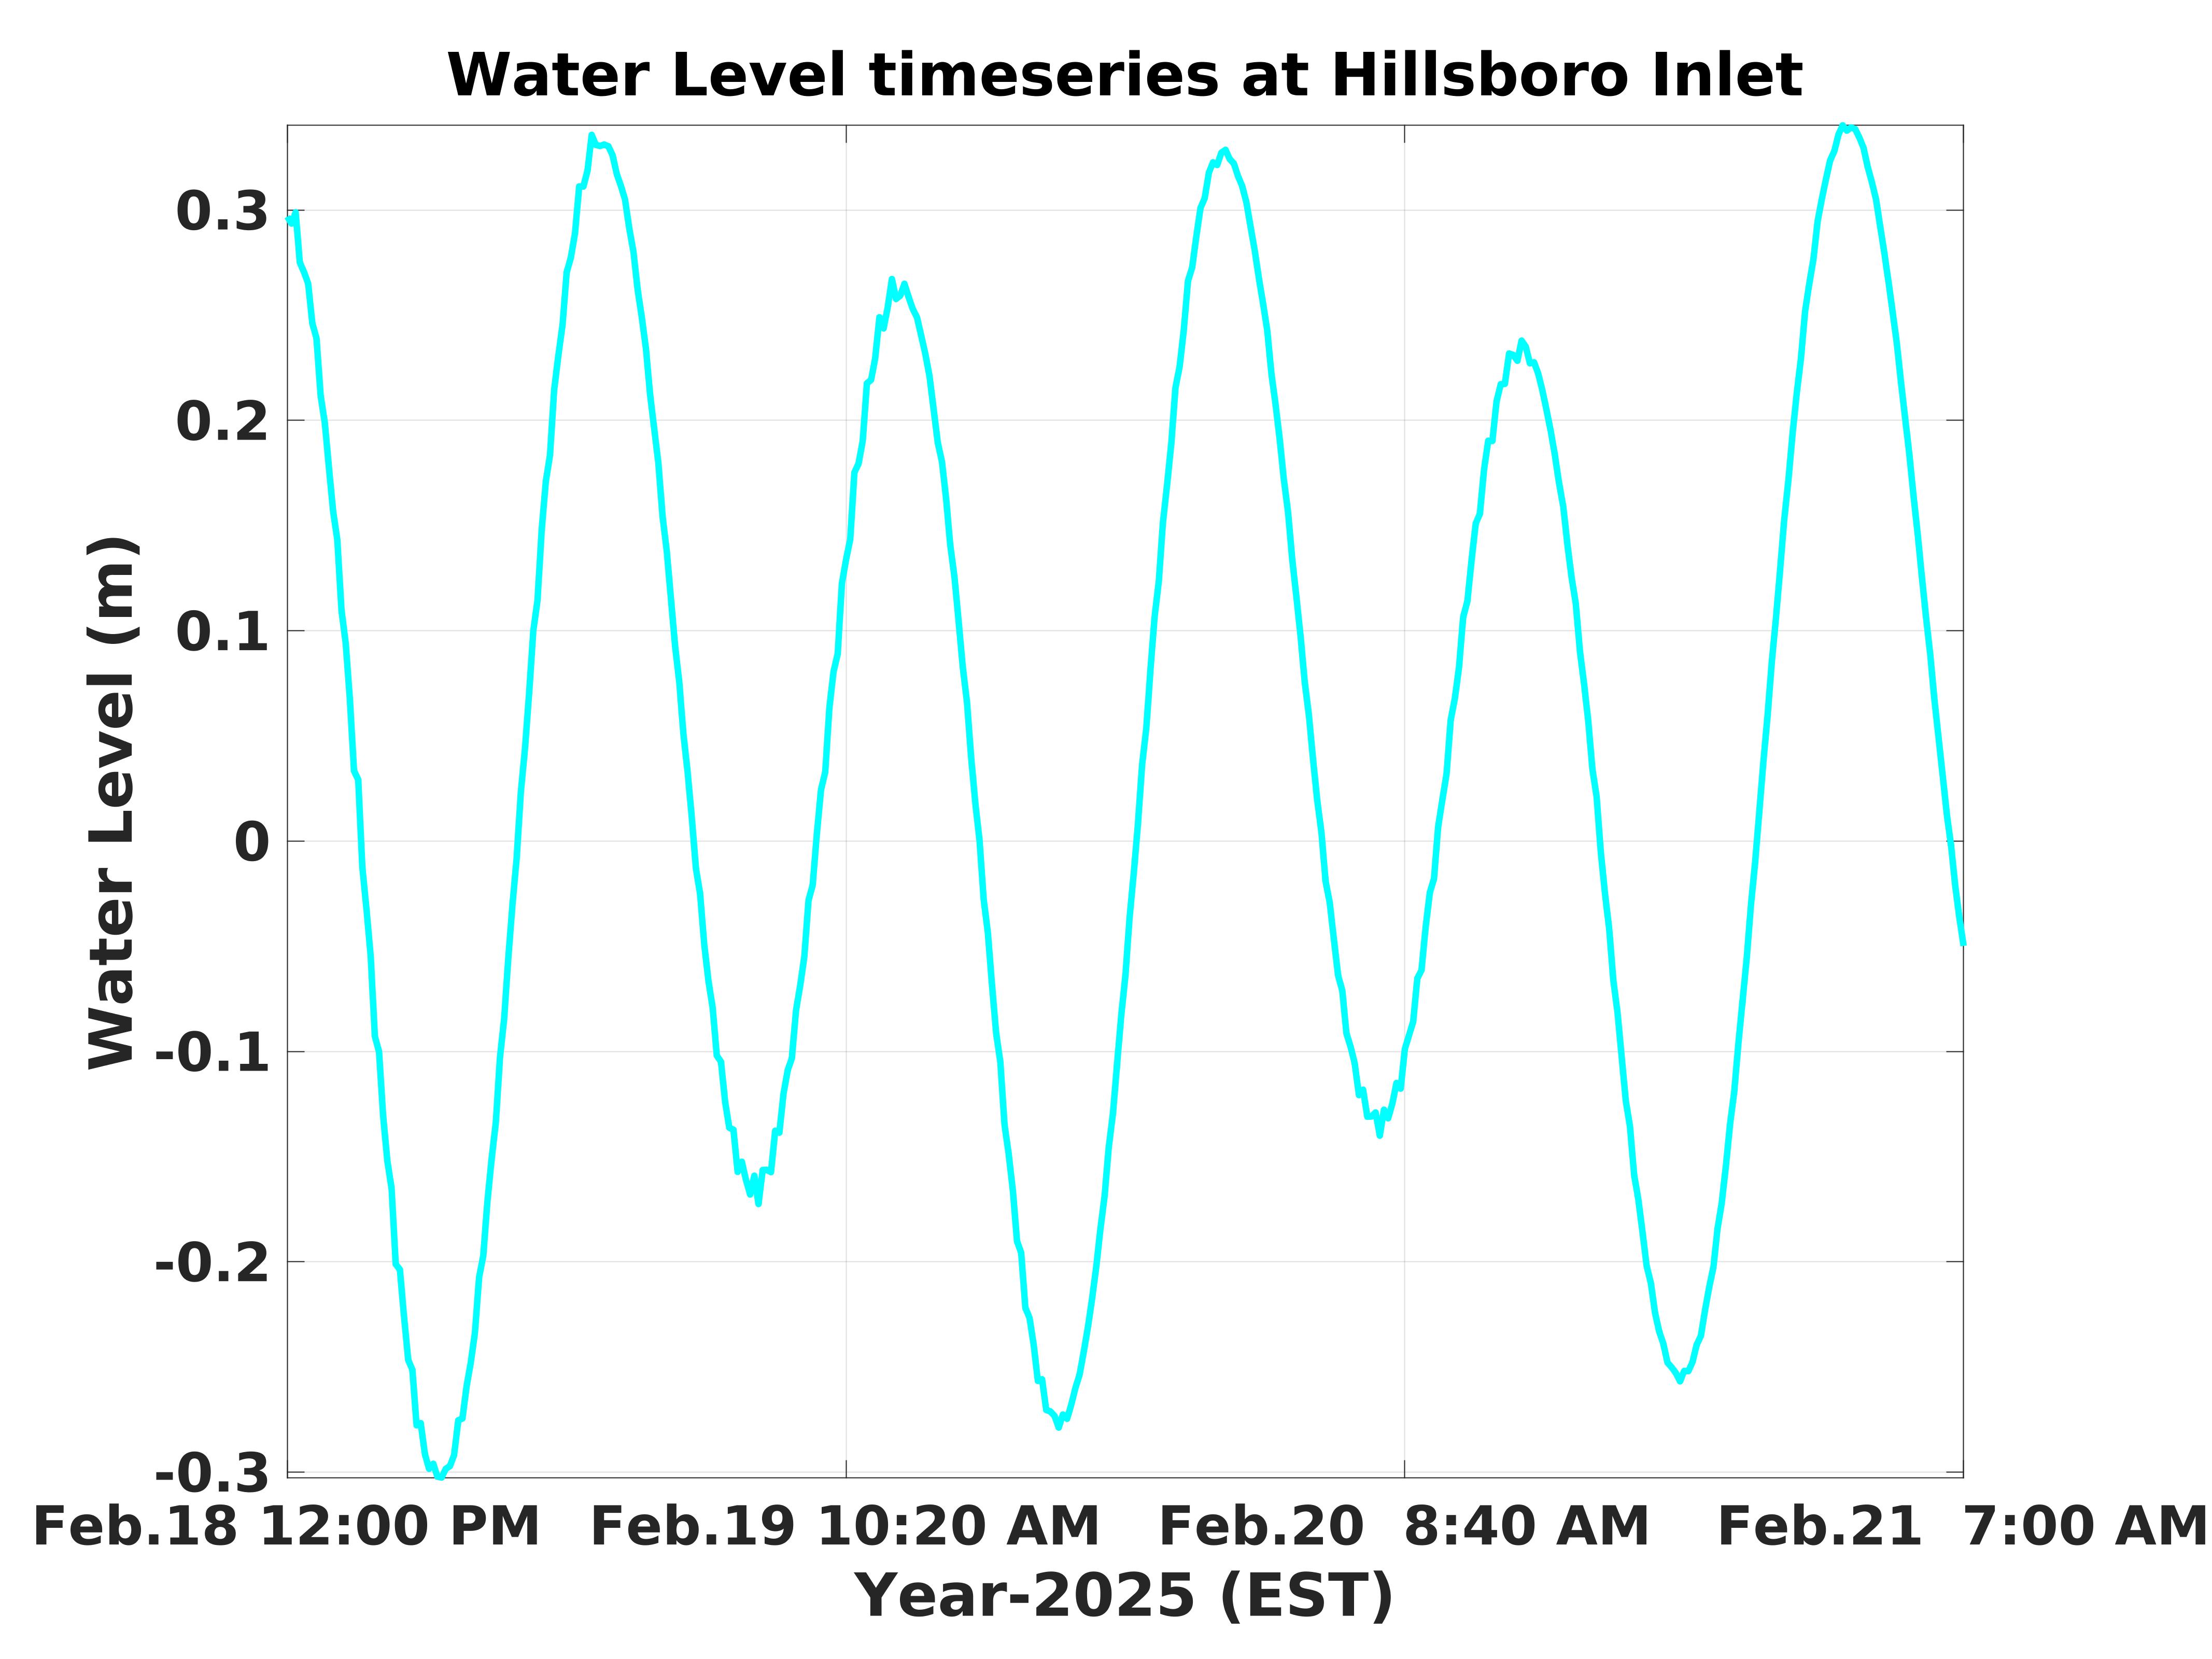 Water Level timeseries at Hillsboro Inlet
Water Level (m)
0.3
0.2
0.1
0
-0.1
-0.2
-0.3
Feb.18 12:00 PM Feb.19 10:20 AM Feb.20 8:40 AM Feb.21 7:00 AM
Year-2025 (EST)